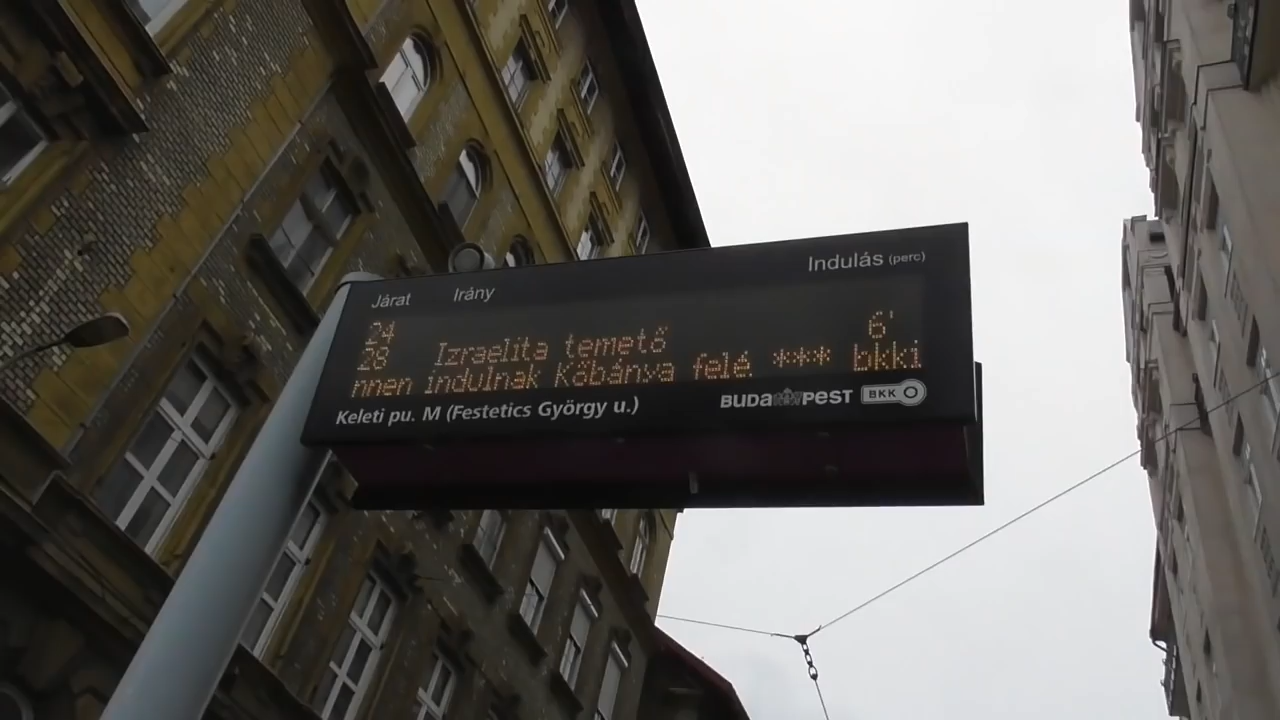 Járat Irány Indulás (perc)
24 6'
28 Izraelita temető
nnen indulnak Kőbánya felé *** bkki
Keleti pu. M (Festetics György u.) BUDAPEST BKK